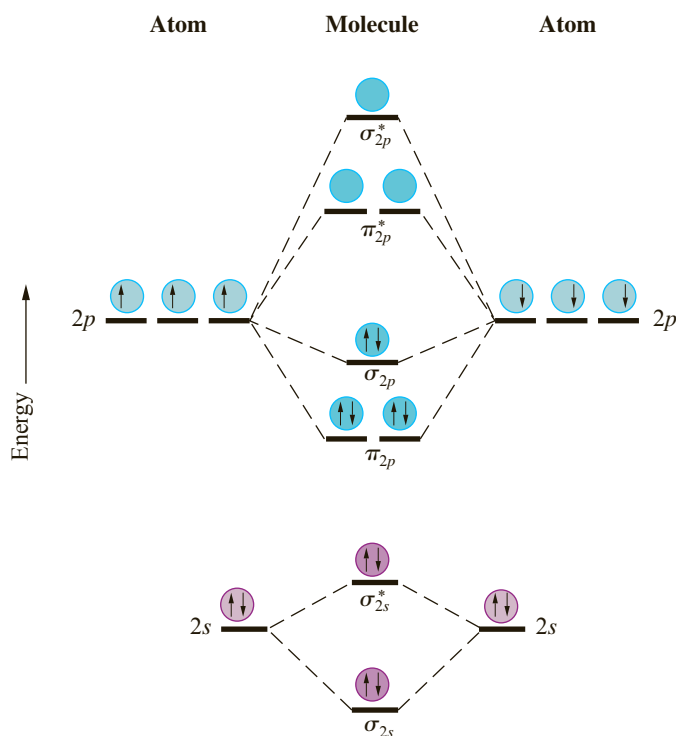 Atom Molecule Atom
σ*2p
π*2p
2p 2p
σ2p
π2p
Energy
σ*2s
2s 2s
σ2s